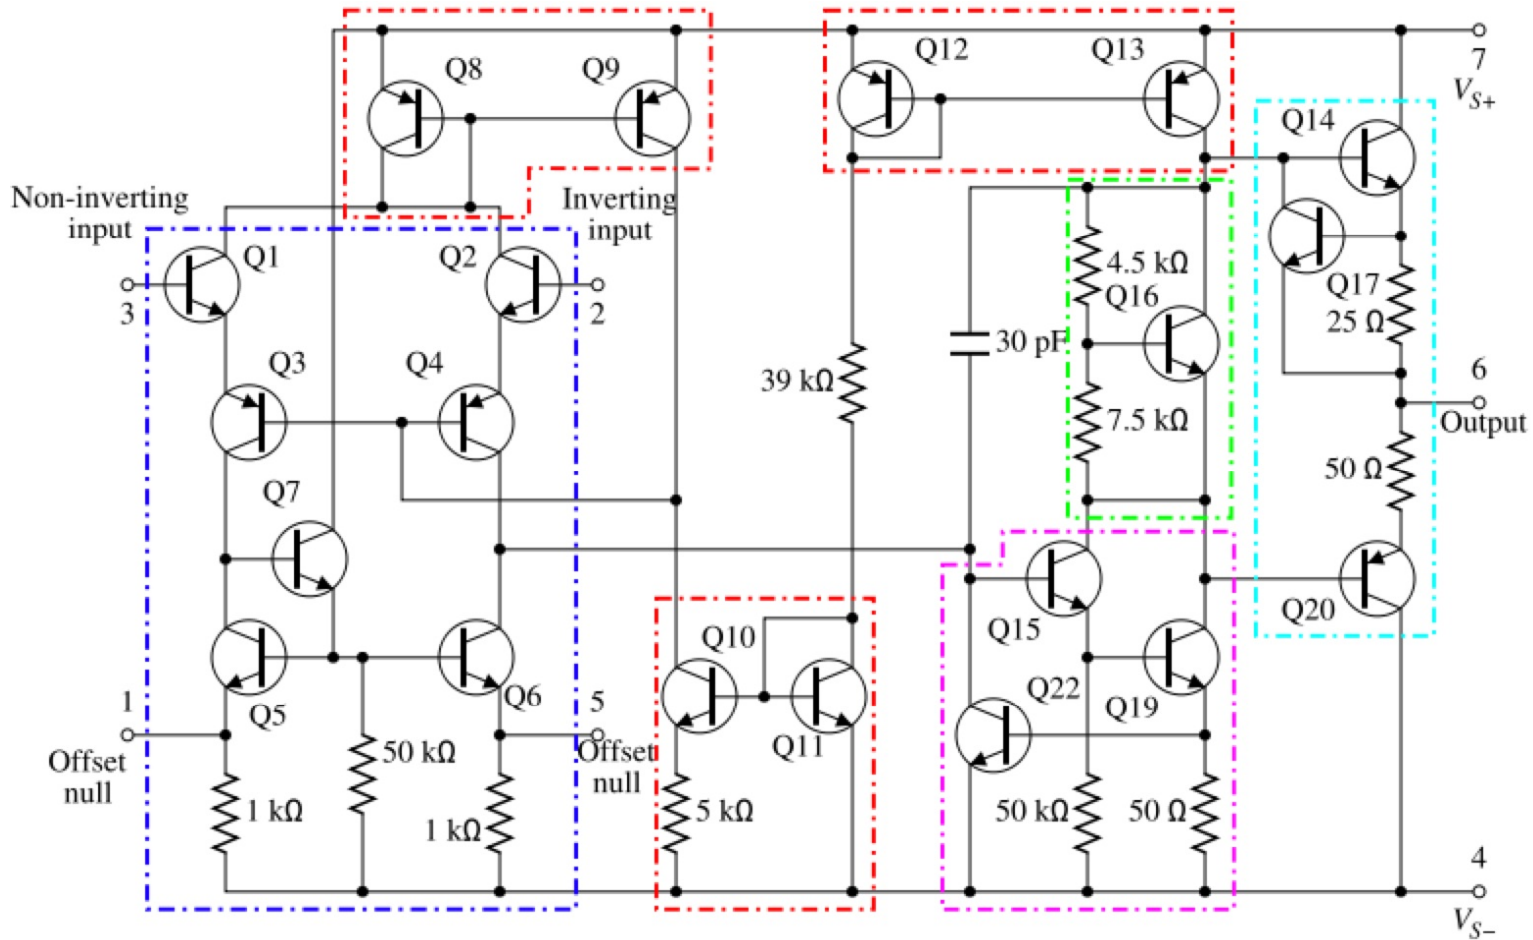 Q8
Q9
Q12
Q13
7
V_{S+}
Q14
Non-inverting
input
Inverting
input
Q1
Q2
3
2
4.5 kΩ
Q16
Q17
25 Ω
30 pF
Q3
Q4
39 kΩ
6
Output
7.5 kΩ
50 Ω
Q7
Q20
Q10
Q15
Q22
Q19
Q5
Q6
Q11
1
Offset
null
5
Offset
null
50 kΩ
1 kΩ
1 kΩ
5 kΩ
50 kΩ
50 Ω
4
V_{S−}